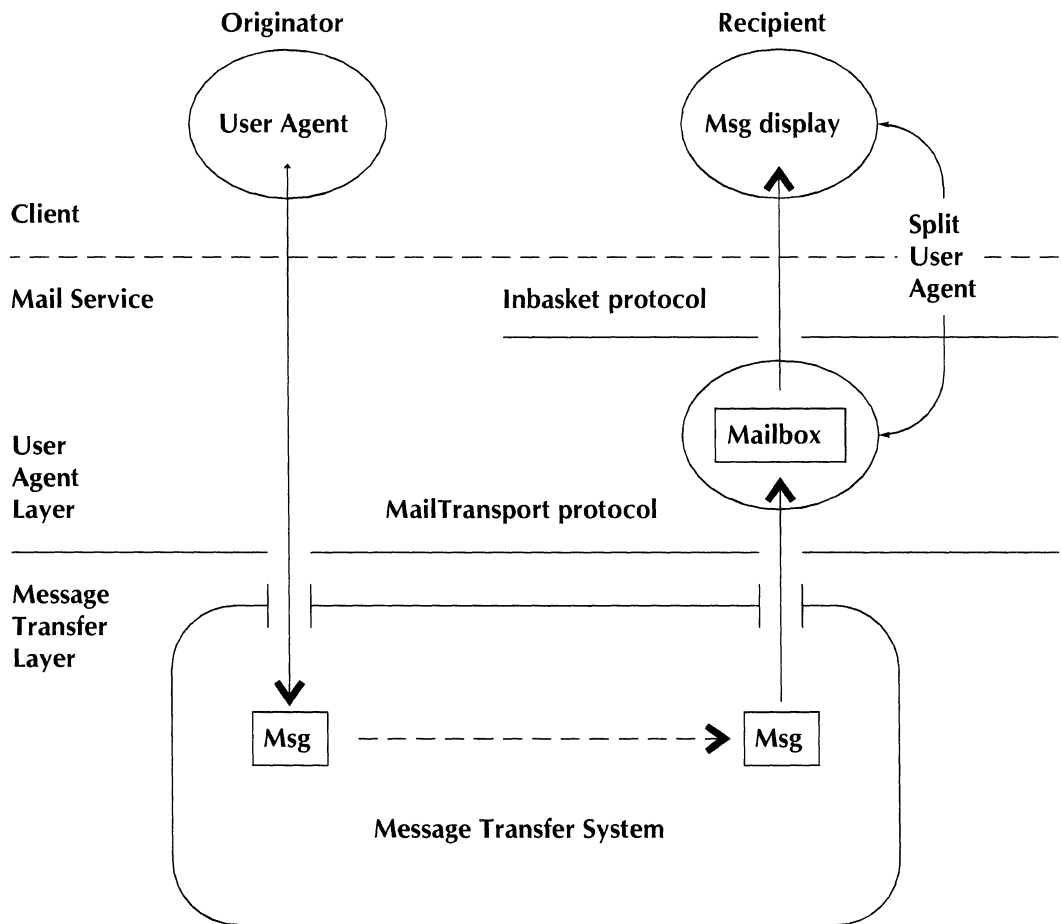 Originator
Recipient
User Agent
Msg display
Client
Split
User
Agent
Mail Service
Inbasket protocol
Mailbox
User
Agent
Layer
MailTransport protocol
Message
Transfer
Layer
Msg
Msg
Message Transfer System